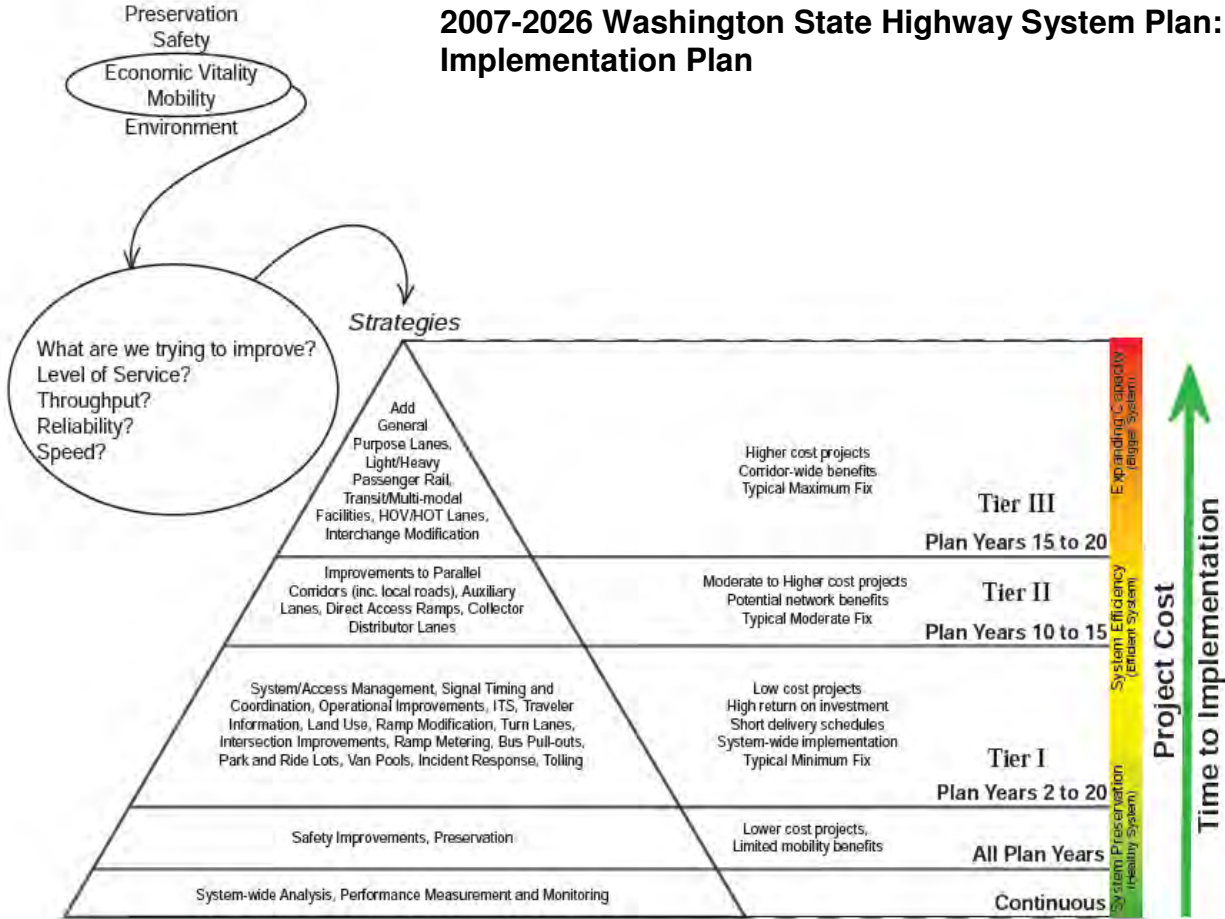 2007-2026 Washington State Highway System Plan:
Implementation Plan
Preservation
Safety
Economic Vitality
Mobility
Environment
What are we trying to improve?
Level of Service?
Throughput?
Reliability?
Speed?
Strategies
Add
General
Purpose Lanes,
Light/Heavy
Passenger Rail,
Transit/Multi-modal
Facilities, HOV/HOT Lanes,
Interchange Modification
Higher cost projects
Corridor-wide benefits
Typical Maximum Fix
Tier III
Plan Years 15 to 20
Improvements to Parallel
Corridors (inc. local roads), Auxiliary
Lanes, Direct Access Ramps, Collector
Distributor Lanes
Moderate to Higher cost projects
Potential network benefits
Typical Moderate Fix
Tier II
Plan Years 10 to 15
System/Access Management, Signal Timing and
Coordination, Operational Improvements, ITS, Traveler
Information, Land Use, Ramp Modification, Turn Lanes,
Intersection Improvements, Ramp Metering, Bus Pull-outs,
Park and Ride Lots, Van Pools, Incident Response, Tolling
Low cost projects
High return on investment
Short delivery schedules
System-wide implementation
Typical Minimum Fix
Tier I
Plan Years 2 to 20
Safety Improvements, Preservation
Lower cost projects,
Limited mobility benefits
All Plan Years
System-wide Analysis, Performance Measurement and Monitoring
Continuous
Expanding Capacity
(Bigger System)
System Efficiency
(Efficient System)
System Preservation
(Healthy System)
Project Cost
Time to Implementation